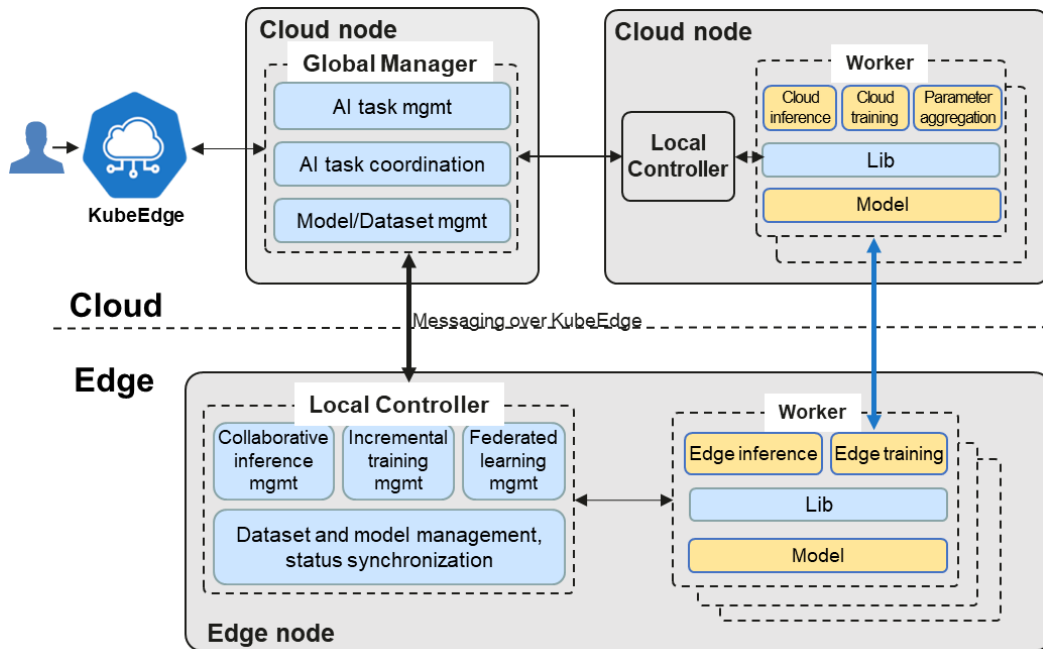 Cloud node
Global Manager
AI task mgmt
AI task coordination
Model/Dataset mgmt
KubeEdge
Cloud node
Worker
Cloud
inference
Cloud
training
Parameter
aggregation
Local
Controller
Lib
Model
Cloud
Messaging over KubeEdge
Edge
Local Controller
Collaborative
inference
mgmt
Incremental
training
mgmt
Federated
learning
mgmt
Dataset and model management,
status synchronization
Worker
Edge inference
Edge training
Lib
Model
Edge node